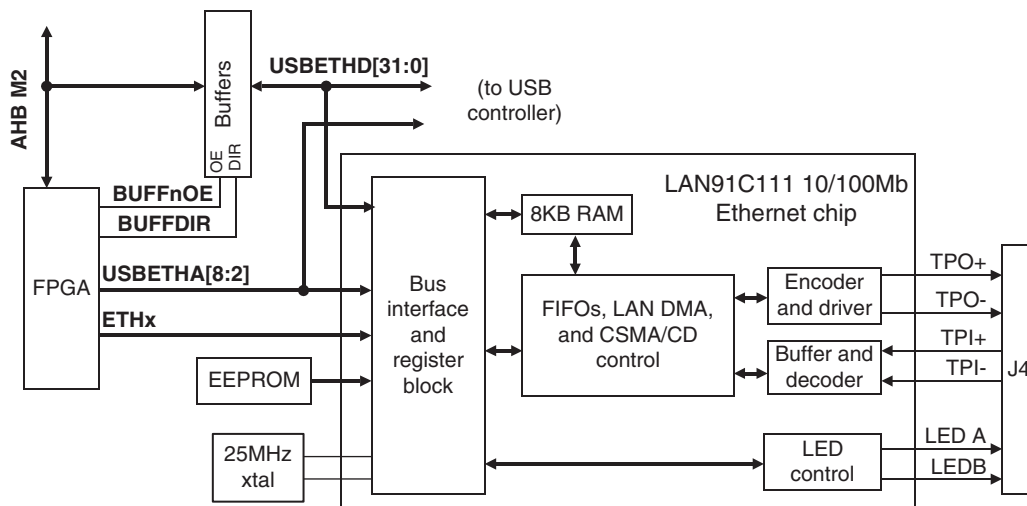 AHB M2
Buffers
OE
DIR
USBETHD[31:0]
(to USB
controller)
BUFFnOE
BUFFDIR
FPGA
USBETHA[8:2]
ETHx
EEPROM
25MHz
xtal
Bus
interface
and
register
block
LAN91C111 10/100Mb
Ethernet chip
8KB RAM
FIFOs, LAN DMA,
and CSMA/CD
control
Encoder
and driver
Buffer and
decoder
LED
control
TPO+
TPO-
TPI+
TPI-
LED A
LEDB
J4